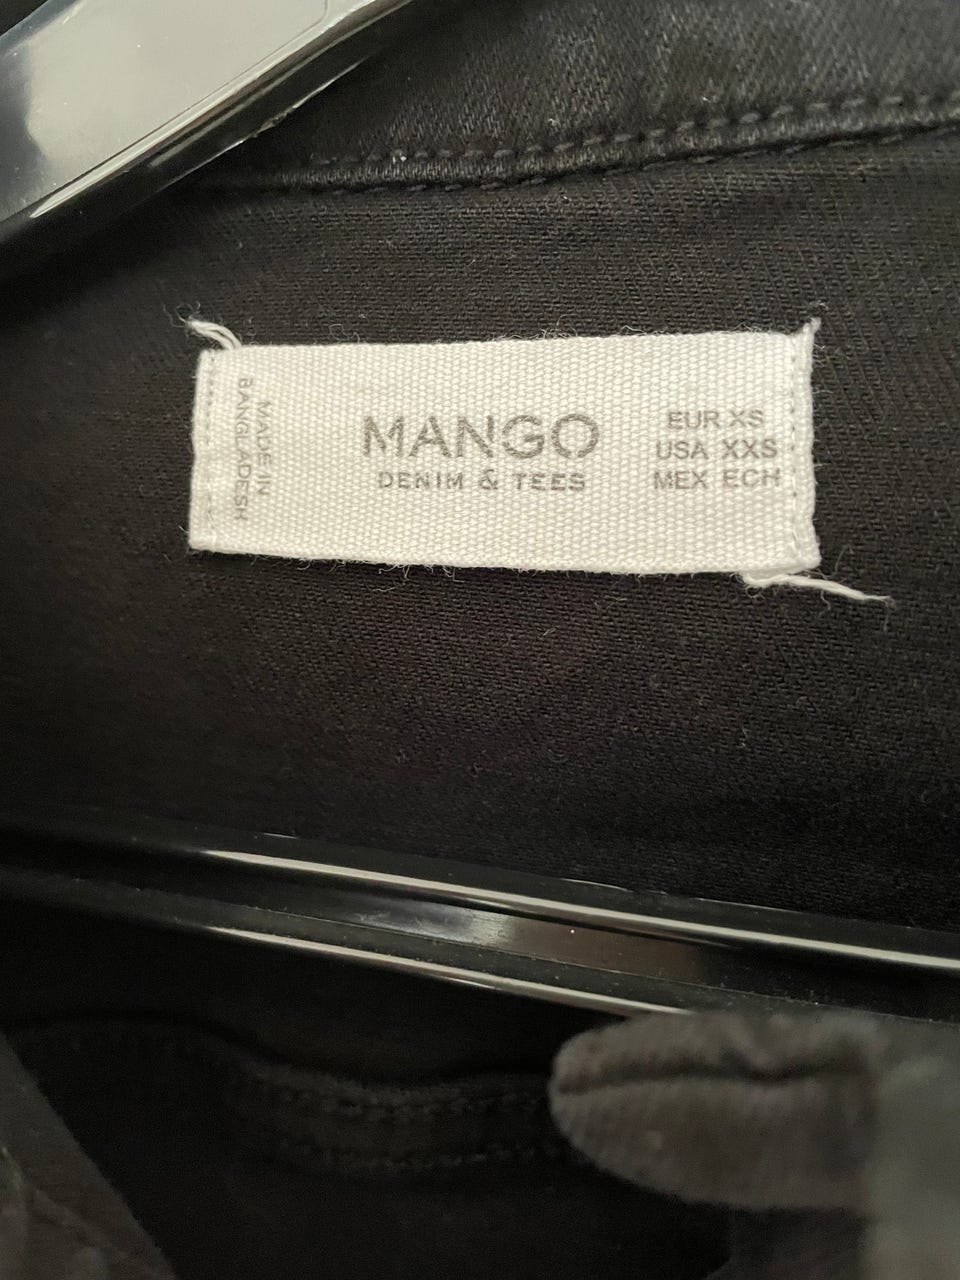 MADE IN
BANGLADESH
MANGO
DENIM & TEES
EUR XS
USA XXS
MEX ECH